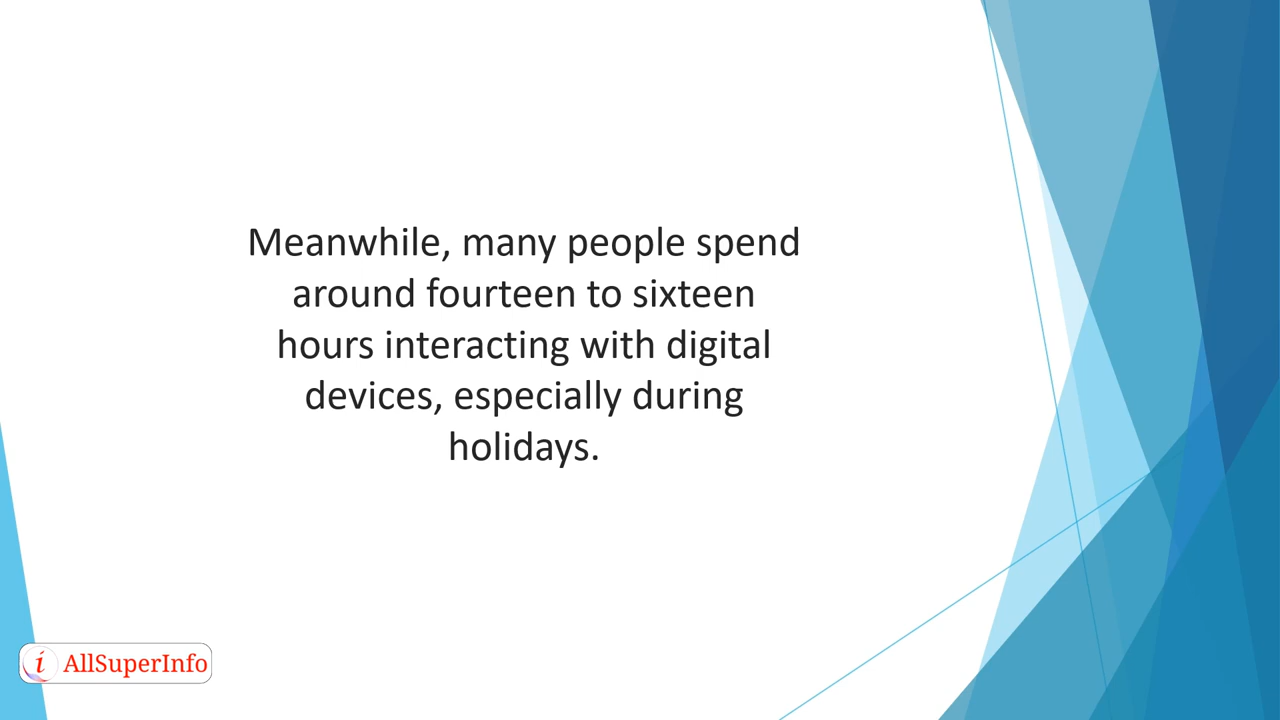 Meanwhile, many people spend
around fourteen to sixteen
hours interacting with digital
devices, especially during
holidays.
i AllSuperInfo